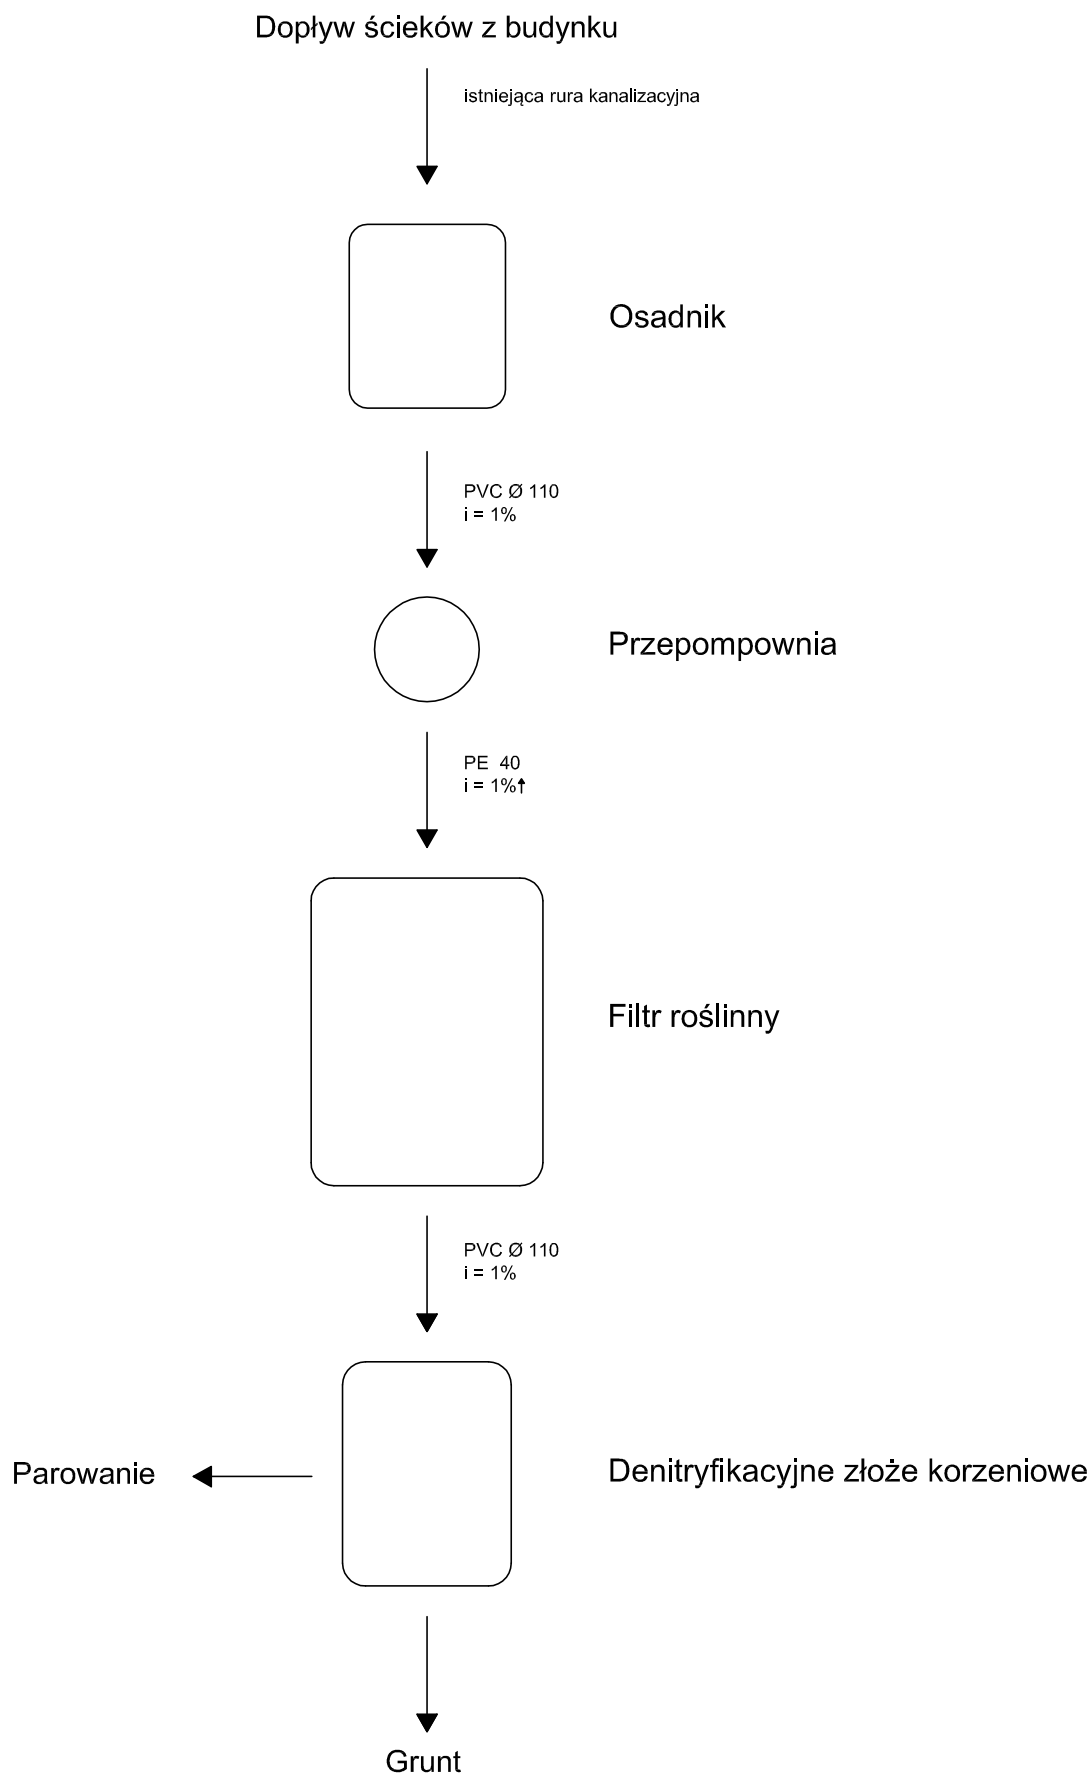 Dopływ ścieków z budynku
istniejąca rura kanalizacyjna
Osadnik
PVC Ø 110
i = 1%
Przepompownia
PE 40
i = 1%↑
Filtr roślinny
PVC Ø 110
i = 1%
Parowanie
Denitryfikacyjne złoże korzeniowe
Grunt